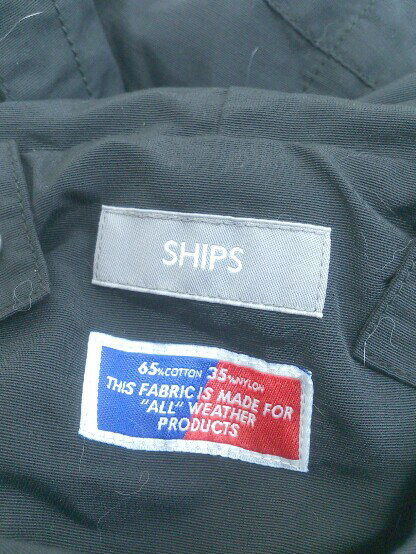 SHIPS
65% COTTON 35% NYLON
THIS FABRIC IS MADE FOR
"ALL" WEATHER
PRODUCTS